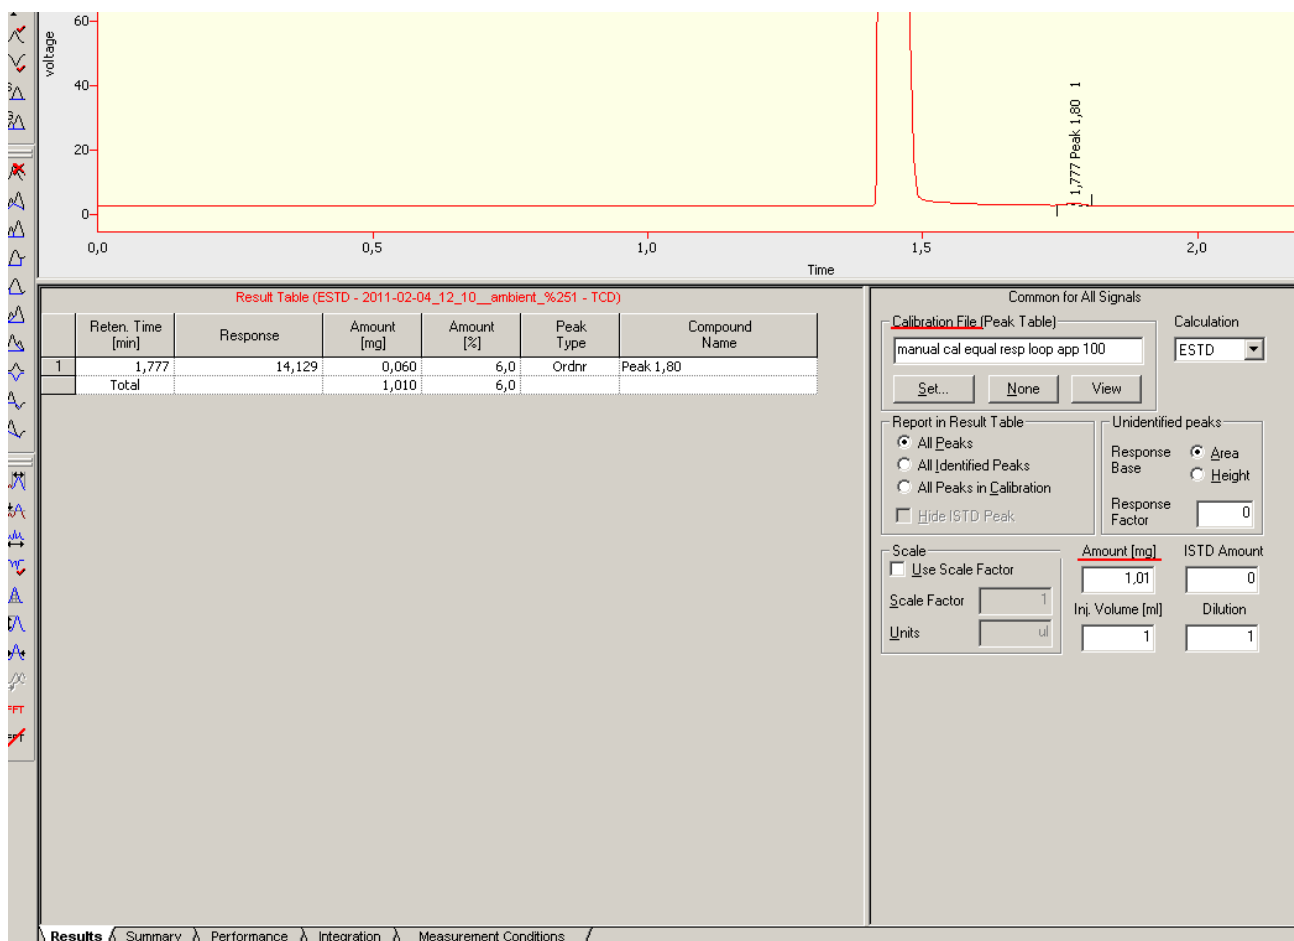 60
voltage
40
20
0
1,777 Peak 1,80 1
0,0 0,5 1,0 1,5 2,0
Time
Result Table (ESTD - 2011-02-04_12_10__ambient_%251 - TCD)
Reten. Time [min] Response Amount [mg] Amount [%] Peak Type Compound Name
1 1,777 14,129 0,060 6,0 Ordnr Peak 1,80
Total 1,010 6,0
Common for All Signals
Calibration File (Peak Table) Calculation
manual cal equal resp loop app 100 ESTD
Set... None View
Report in Result Table
All Peaks
All Identified Peaks
All Peaks in Calibration
Hide ISTD Peak
Unidentified peaks
Response Base
Area
Height
Response Factor 0
Scale
Use Scale Factor
Scale Factor 1
Units ul
Amount [mg] ISTD Amount
1,01 0
Inj. Volume [ml] Dilution
1 1
Results Summary Performance Integration Measurement Conditions